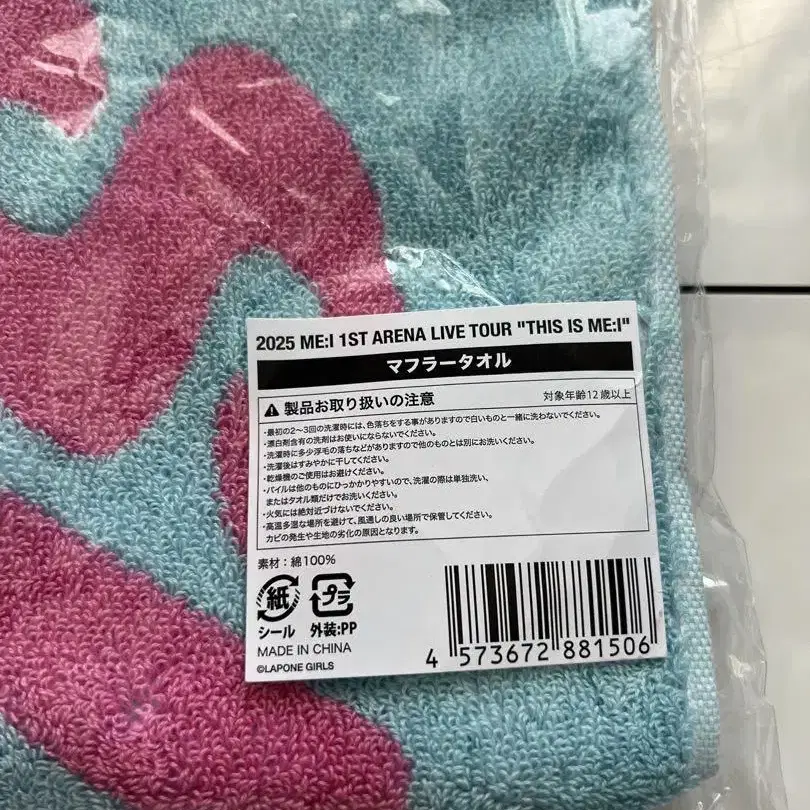 2025 ME:I 1ST ARENA LIVE TOUR "THIS IS ME:I"
マフラータオル
製品お取り扱いの注意 対象年齢12歳以上
・最初の2〜3回の洗濯時には、色落ちをする事がありますので白いものと一緒に洗わないでください。
・漂白剤含有の洗剤はお使いにならないでください。
・洗濯時に多少浮毛の落ちなどがありますので他のものとは別にお洗いください。
・洗濯後はすみやかに干してください。
・乾燥機のご使用はお避けください。
・パイルは他のものにひっかかりやすいので、洗濯の際は単独洗い、
またはタオル類だけでお洗いください。
・火気には絶対近づけないでください。
・高温多湿な場所を避けて、風通しの良い場所で保管してください。
カビの発生や生地の劣化の原因となります。
素材：綿100%
紙 プラ
シール 外装:PP
MADE IN CHINA
©LAPONE GIRLS
4 573672 881506